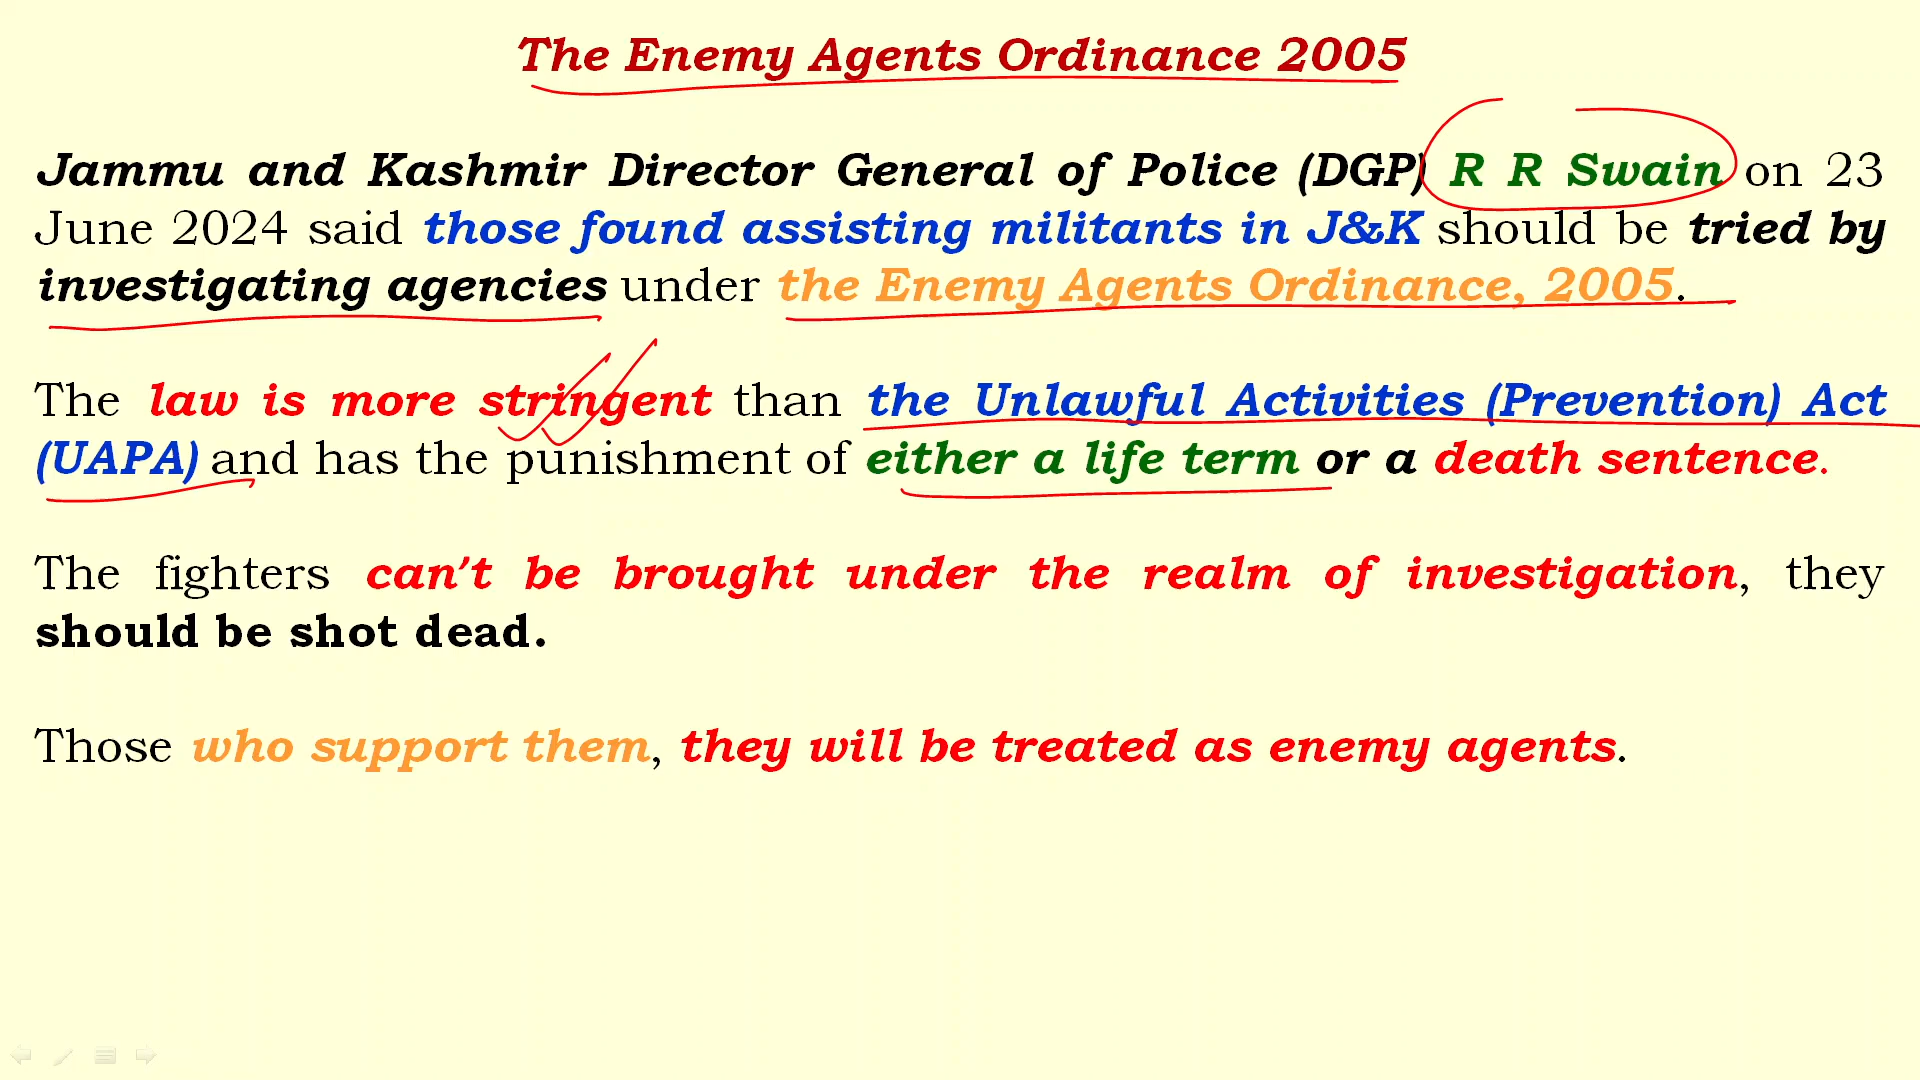 The Enemy Agents Ordinance 2005
Jammu and Kashmir Director General of Police (DGP) R R Swain on 23
June 2024 said those found assisting militants in J&K should be tried by
investigating agencies under the Enemy Agents Ordinance, 2005.
The law is more stringent than the Unlawful Activities (Prevention) Act
(UAPA) and has the punishment of either a life term or a death sentence.
The fighters can't be brought under the realm of investigation, they
should be shot dead.
Those who support them, they will be treated as enemy agents.